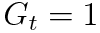 G_t = 1